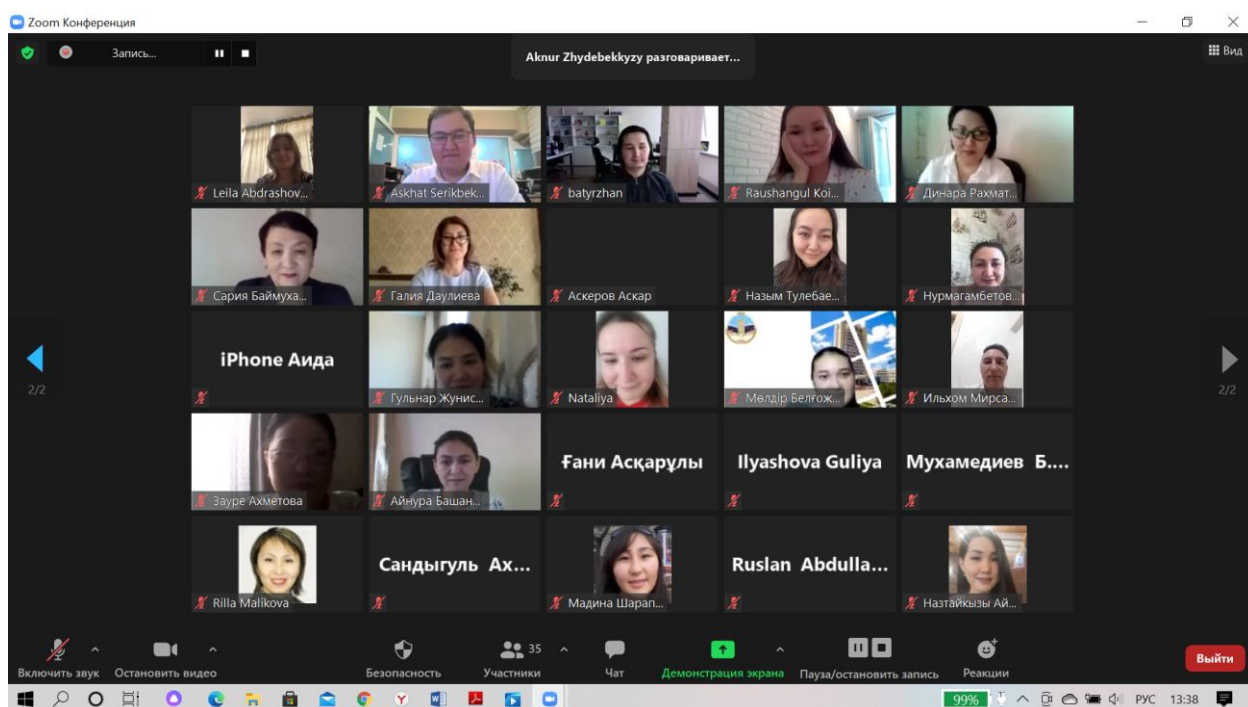 Zoom Конференция
Запись...
Aknur Zhydebekkyzy разговаривает...
Вид
Leila Abdrashov...
Askhat Serikbek...
batyrzhan
Raushangul Koi...
Динара Рахмат...
Сария Баймуха...
Галия Даулиева
Аскеров Аскар
Назым Тулебае...
Нурмагамбетов...
iPhone Аида
Гульнар Жунис...
Nataliya
Мөлдір Белғож...
Ильхом Мирса...
2/2
2/2
Зауре Ахметова
Айнура Башан...
Ғани Асқарұлы
Ilyashova Guliya
Мухамедиев Б....
Rilla Malikova
Сандыгуль Ах...
Мадина Шарап...
Ruslan Abdulla...
Назтайкызы Ай...
Включить звук
Остановить видео
Безопасность
Участники
35
Чат
Демонстрация экрана
Пауза/остановить запись
Реакции
Выйти
99%
РУС
13:38